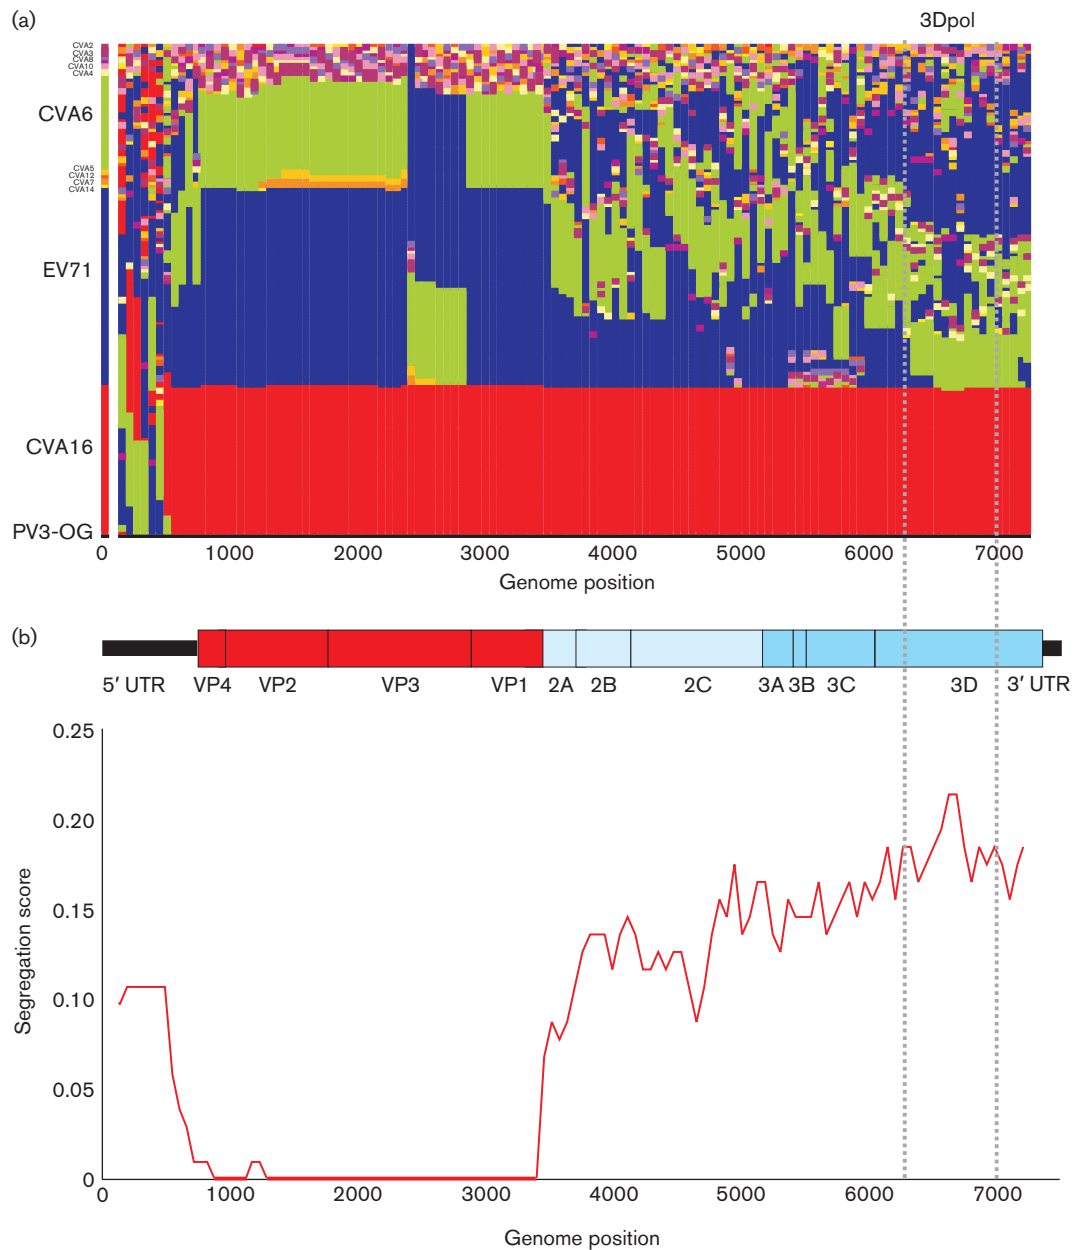 (a)
3Dpol
CVA2
CVA3
CVA8
CVA10
CVA4
CVA6
CVA5
CVA12
CVA7
CVA14
EV71
CVA16
PV3-OG
0 1000 2000 3000 4000 5000 6000 7000
Genome position
(b)
5′ UTR VP4 VP2 VP3 VP1 2A 2B 2C 3A 3B 3C 3D 3′ UTR
0.25
0.20
0.15
0.10
0.05
0
Segregation score
0 1000 2000 3000 4000 5000 6000 7000
Genome position